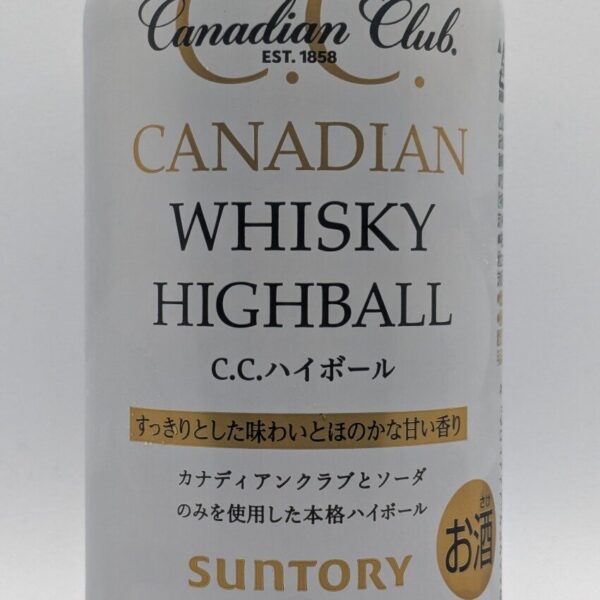 C.C.
Canadian Club.
EST. 1858
CANADIAN
WHISKY
HIGHBALL
C.C.ハイボール
すっきりとした味わいとほのかな甘い香り
カナディアンクラブとソーダ
のみを使用した本格ハイボール
さけ
お酒
SUNTORY